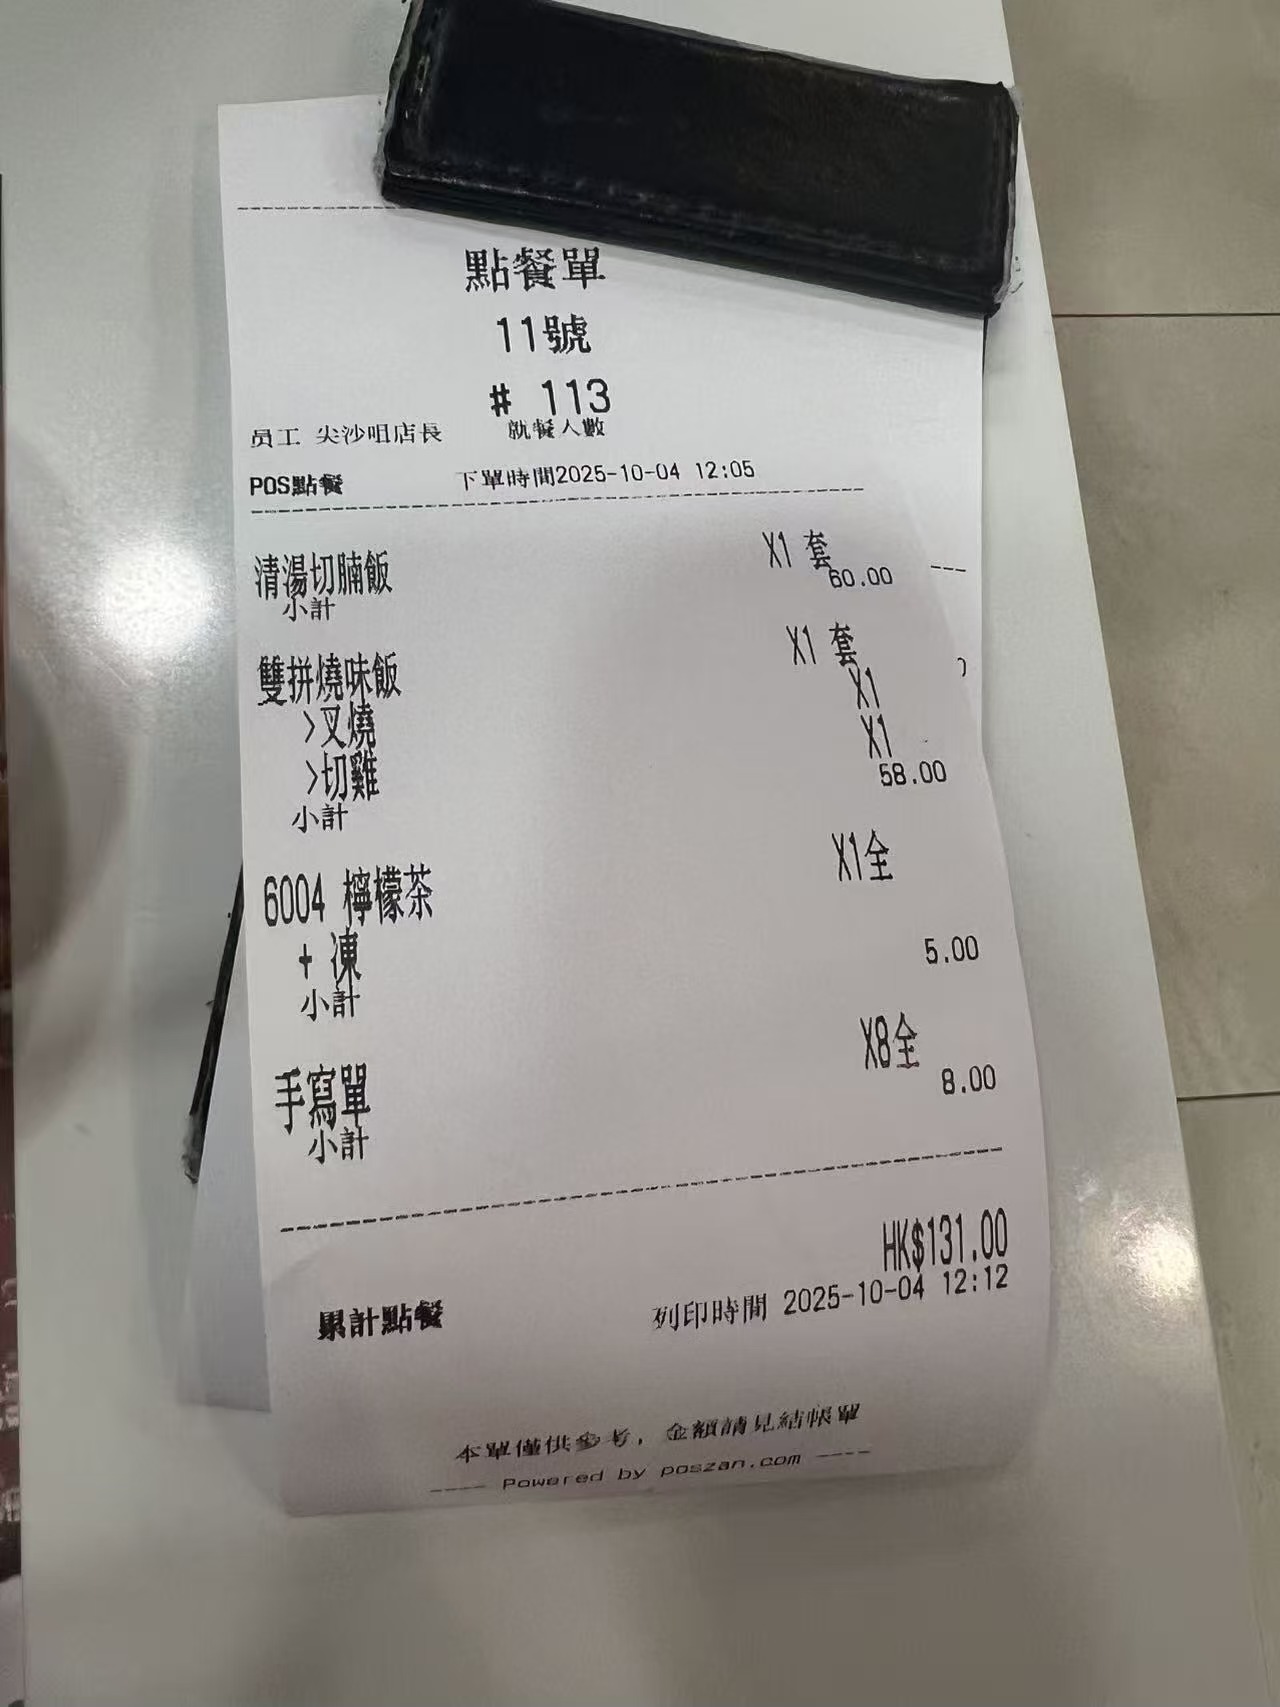 點餐單
11號
# 113
员工 尖沙咀店長 就餐人數
POS點餐 下單時間2025-10-04 12:05
清湯切腩飯 X1 套
小計 60.00
雙拼燒味飯 X1 套
>叉燒 X1
>切雞 X1
小計 58.00
6004 檸檬茶 X1全
+ 凍
小計 5.00
手寫單 X8全
小計 8.00
HK$131.00
累計點餐 列印時間 2025-10-04 12:12
本單僅供參考, 金額請見結帳單
---- Powered by poszan.com ----